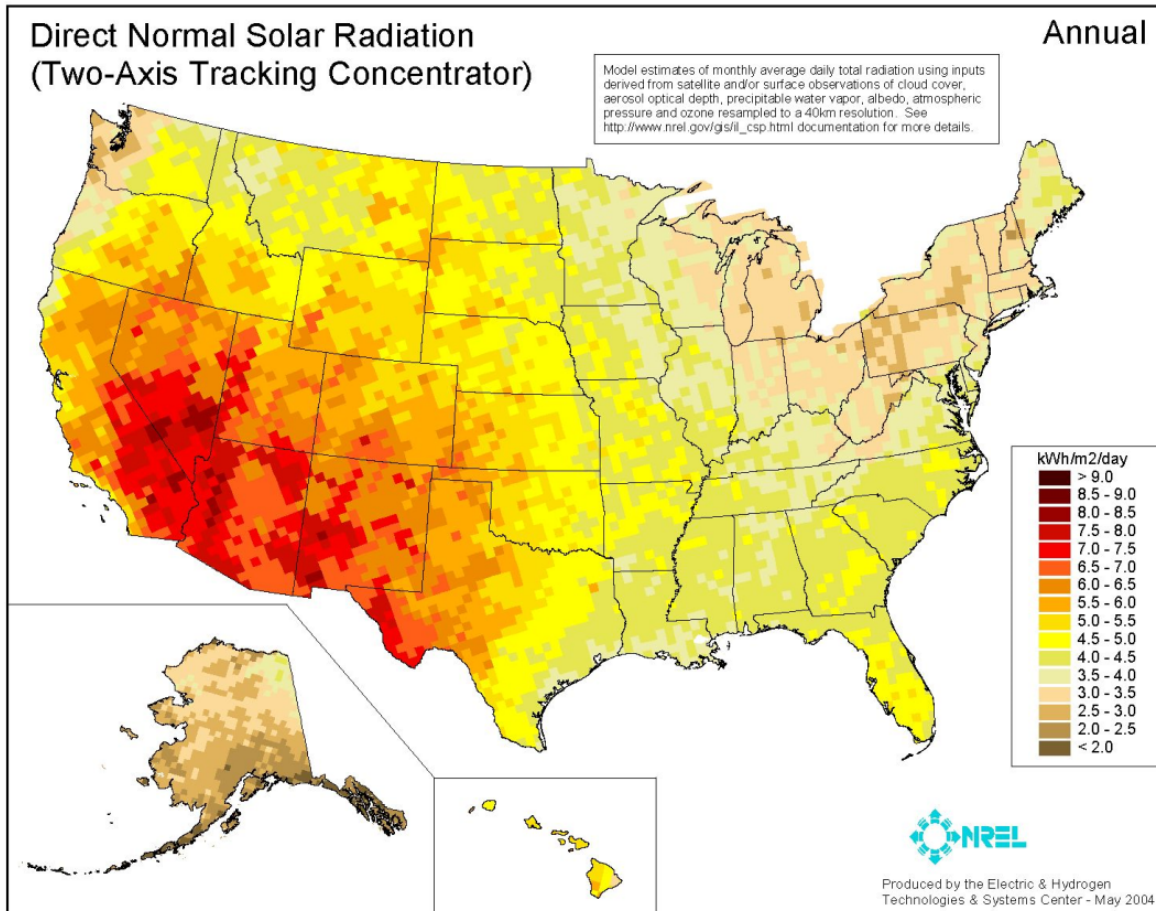 Direct Normal Solar Radiation
(Two-Axis Tracking Concentrator)
Annual
Model estimates of monthly average daily total radiation using inputs
derived from satellite and/or surface observations of cloud cover,
aerosol optical depth, precipitable water vapor, albedo, atmospheric
pressure and ozone resampled to a 40km resolution. See
http://www.nrel.gov/gis/il_csp.html documentation for more details.
kWh/m2/day
> 9.0
8.5 - 9.0
8.0 - 8.5
7.5 - 8.0
7.0 - 7.5
6.5 - 7.0
6.0 - 6.5
5.5 - 6.0
5.0 - 5.5
4.5 - 5.0
4.0 - 4.5
3.5 - 4.0
3.0 - 3.5
2.5 - 3.0
2.0 - 2.5
< 2.0
NREL
Produced by the Electric & Hydrogen
Technologies & Systems Center - May 2004